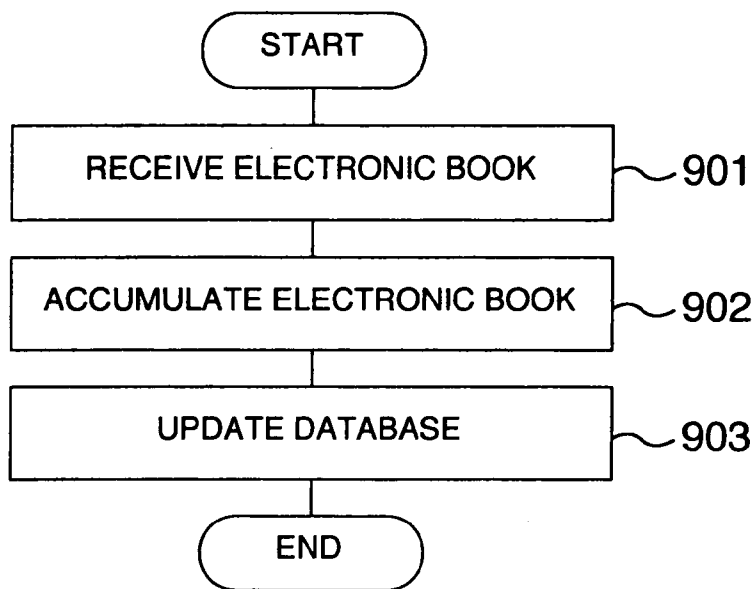 START
RECEIVE ELECTRONIC BOOK 901
ACCUMULATE ELECTRONIC BOOK 902
UPDATE DATABASE 903
END